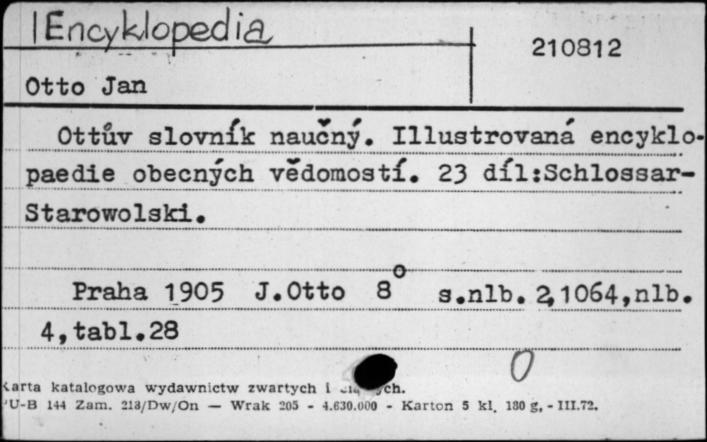 Encyklopedia
210812
Otto Jan
Ottův slovník naučný. Illustrovaná encyklo-
paedie obecných vědomostí. 23 díl:Schlossar-
Starowolski.
Praha 1905 J.Otto 8° s.nlb. 2,1064,nlb.
4,tabl.28
0
Karta katalogowa wydawnictw zwartych i
PU-B 144 Zam. 213/Dw/On — Wrak 205 - 4.630.000 - Karton 5 kl. 180 g, - III.72.